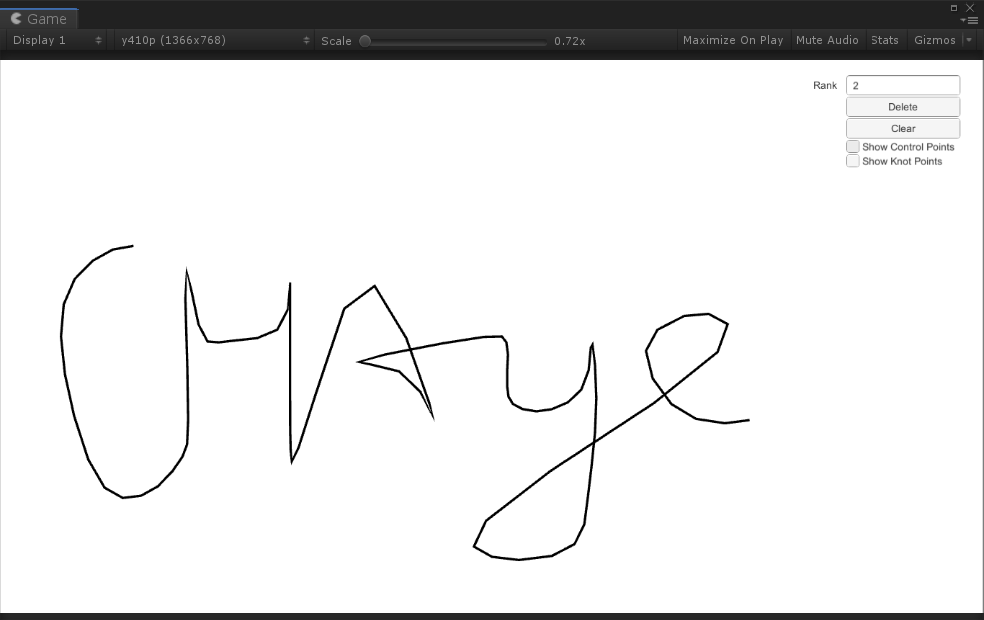 Game
Display 1 y410p (1366x768) Scale 0.72x Maximize On Play Mute Audio Stats Gizmos
Rank 2
Delete
Clear
Show Control Points
Show Knot Points